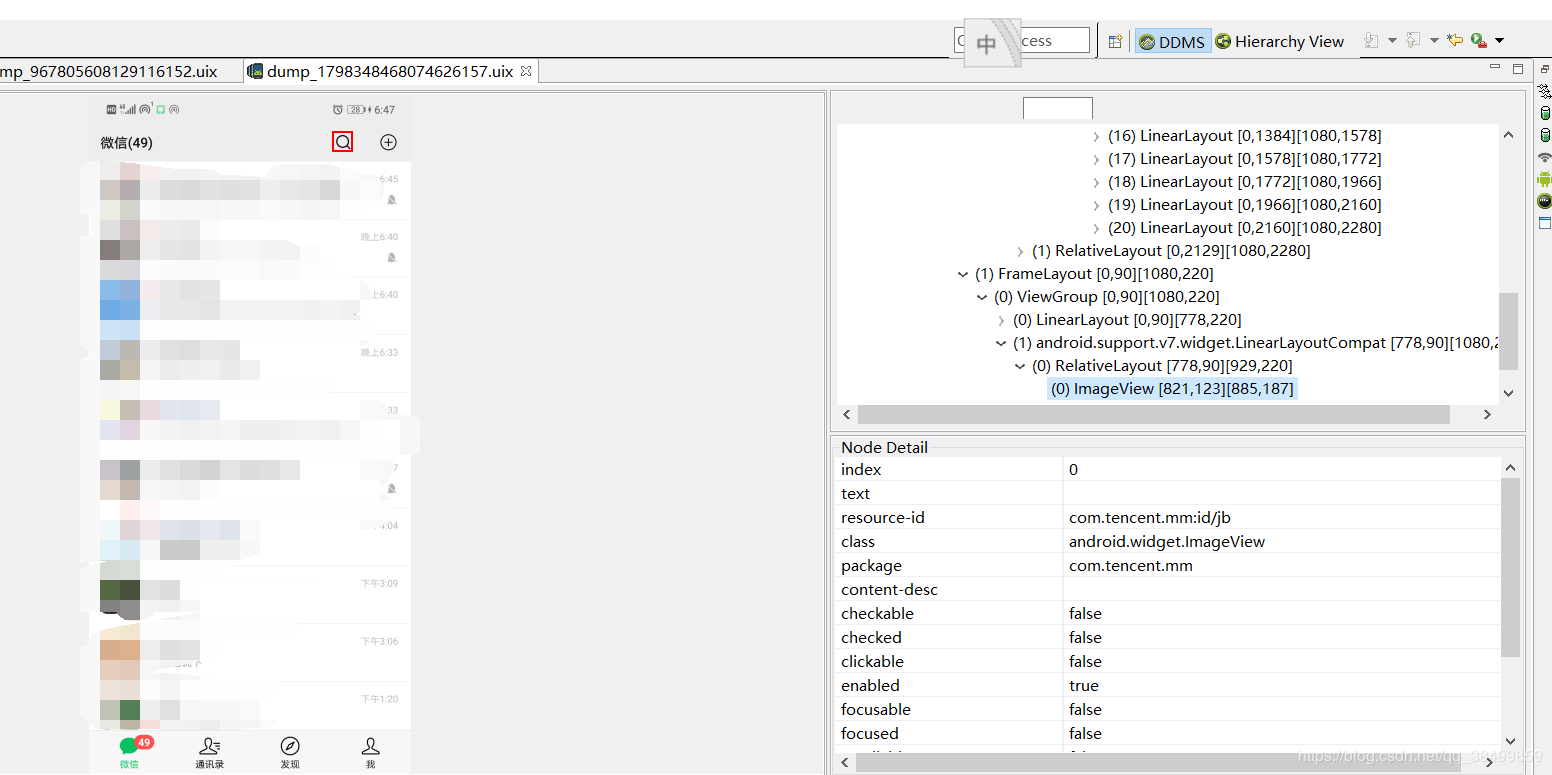 cess
DDMS
Hierarchy View
中
mp_967805608129116152.uix
dump_1798348468074626157.uix
28
6:47
微信(49)
6:45
晚上6:40
上6:40
晚上6:33
33
7
4:04
下午3:09
下午3:06
下午1:20
49
微信
通讯录
发现
我
(16) LinearLayout [0,1384][1080,1578]
(17) LinearLayout [0,1578][1080,1772]
(18) LinearLayout [0,1772][1080,1966]
(19) LinearLayout [0,1966][1080,2160]
(20) LinearLayout [0,2160][1080,2280]
(1) RelativeLayout [0,2129][1080,2280]
(1) FrameLayout [0,90][1080,220]
(0) ViewGroup [0,90][1080,220]
(0) LinearLayout [0,90][778,220]
(1) android.support.v7.widget.LinearLayoutCompat [778,90][1080,2
(0) RelativeLayout [778,90][929,220]
(0) ImageView [821,123][885,187]
Node Detail
index 0
text
resource-id com.tencent.mm:id/jb
class android.widget.ImageView
package com.tencent.mm
content-desc
checkable false
checked false
clickable false
enabled true
focusable false
focused false
https://blog.csdn.net/qq_38499859